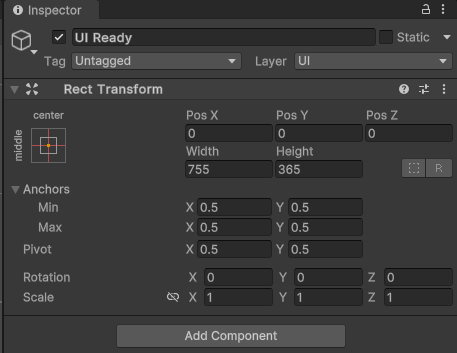 Inspector
UI Ready Static
Tag Untagged Layer UI
Rect Transform
center Pos X Pos Y Pos Z
middle 0 0 0
Width Height
755 365 R
Anchors
Min X 0.5 Y 0.5
Max X 0.5 Y 0.5
Pivot X 0.5 Y 0.5
Rotation X 0 Y 0 Z 0
Scale X 1 Y 1 Z 1
Add Component